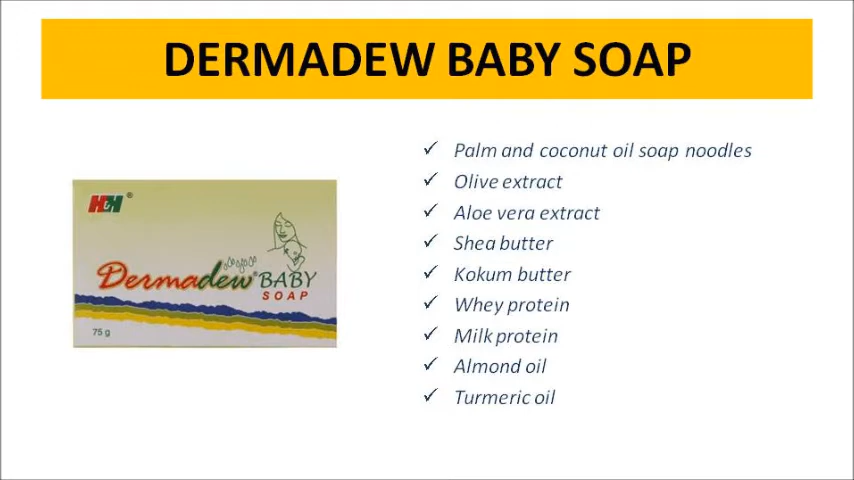 DERMADEW BABY SOAP
H&H®
Dermadew® BABY
SOAP
75 g
Palm and coconut oil soap noodles
Olive extract
Aloe vera extract
Shea butter
Kokum butter
Whey protein
Milk protein
Almond oil
Turmeric oil